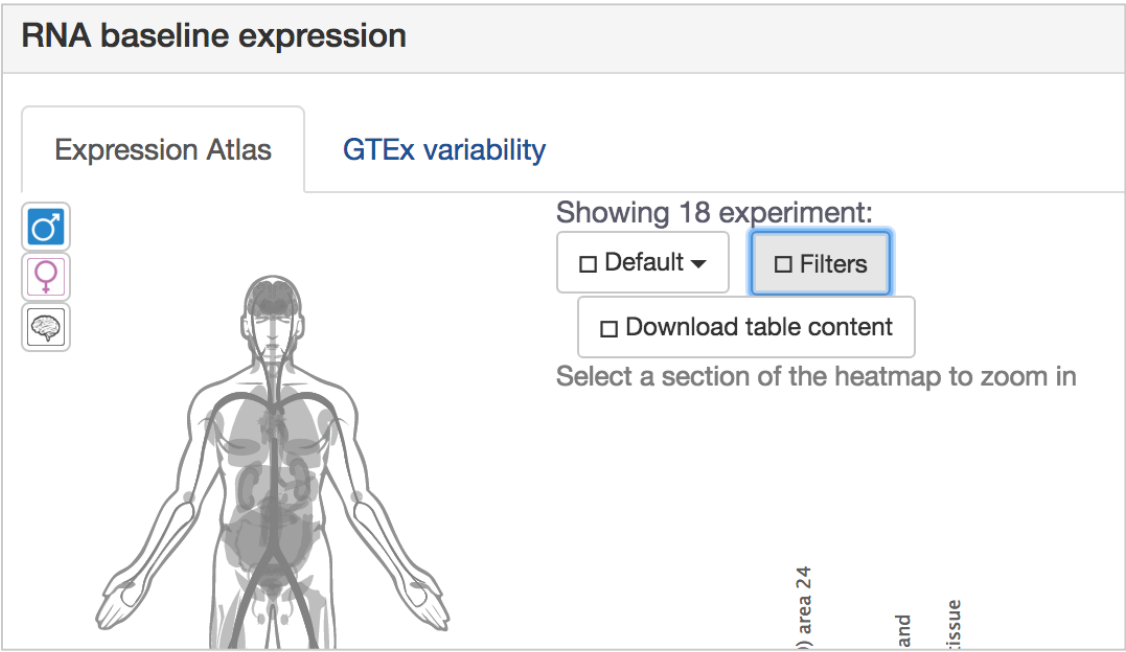 RNA baseline expression
Expression Atlas
GTEx variability
Showing 18 experiment:
Default
Filters
Download table content
Select a section of the heatmap to zoom in
) area 24
and
issue